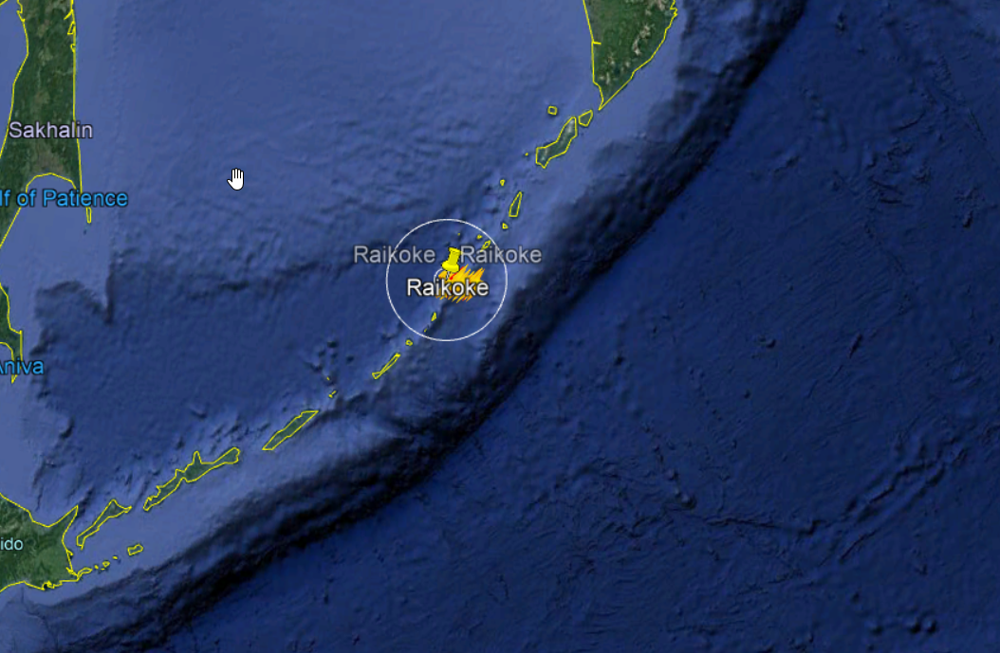 Sakhalin
lf of Patience
Raikoke
Raikoke
Raikoke
Aniva
ido